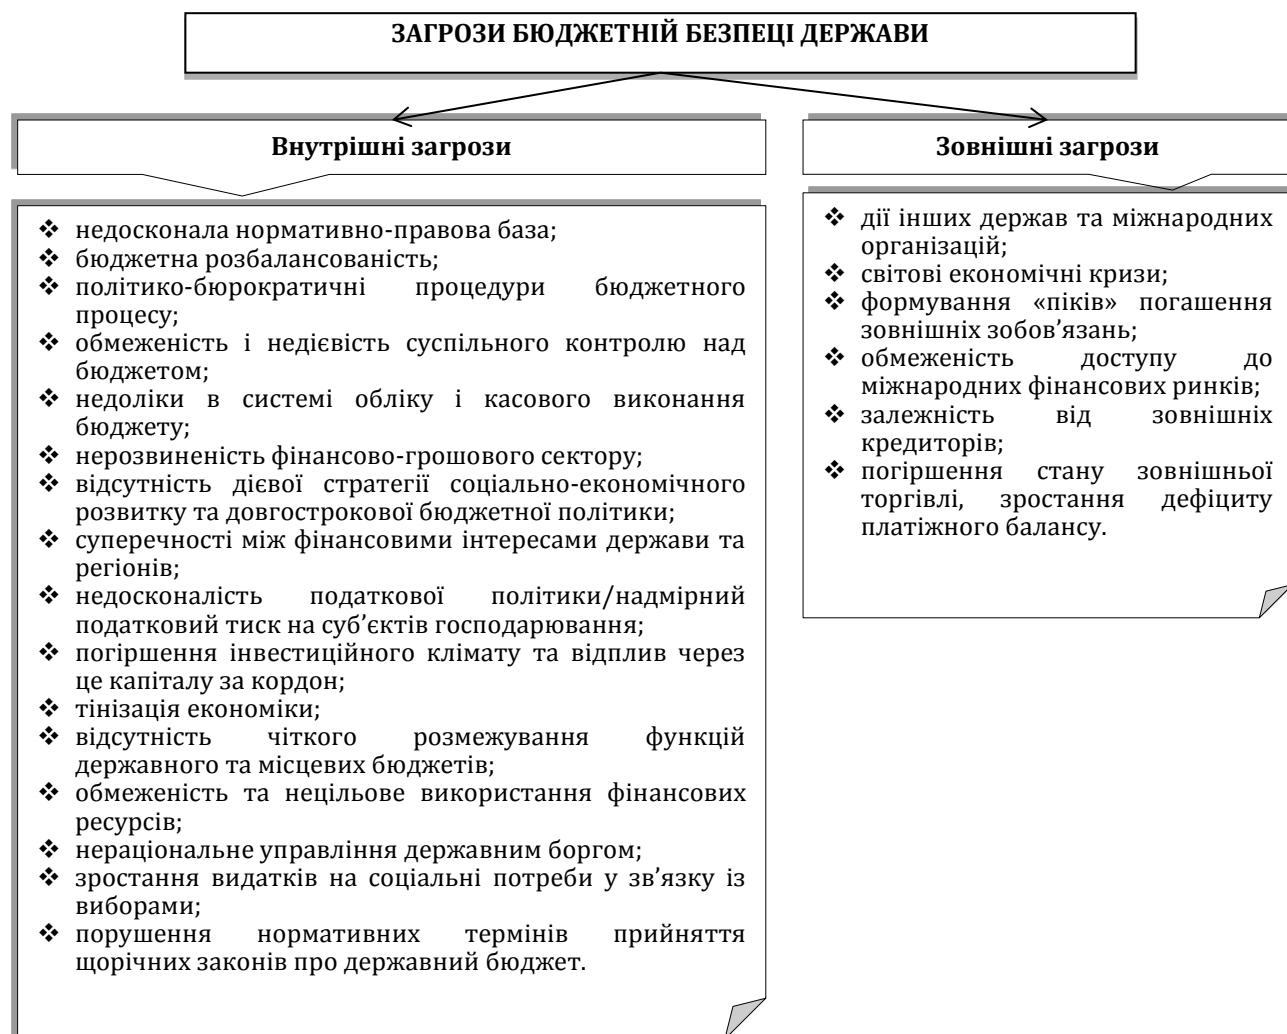 ЗАГРОЗИ БЮДЖЕТНІЙ БЕЗПЕЦІ ДЕРЖАВИ
Внутрішні загрози
❖ недосконала нормативно-правова база;
❖ бюджетна розбалансованість;
❖ політико-бюрократичні процедури бюджетного
процесу;
❖ обмеженість і недієвість суспільного контролю над
бюджетом;
❖ недоліки в системі обліку і касового виконання
бюджету;
❖ нерозвиненість фінансово-грошового сектору;
❖ відсутність дієвої стратегії соціально-економічного
розвитку та довгострокової бюджетної політики;
❖ суперечності між фінансовими інтересами держави та
регіонів;
❖ недосконалість податкової політики/надмірний
податковий тиск на суб’єктів господарювання;
❖ погіршення інвестиційного клімату та відплив через
це капіталу за кордон;
❖ тінізація економіки;
❖ відсутність чіткого розмежування функцій
державного та місцевих бюджетів;
❖ обмеженість та нецільове використання фінансових
ресурсів;
❖ нераціональне управління державним боргом;
❖ зростання видатків на соціальні потреби у зв’язку із
виборами;
❖ порушення нормативних термінів прийняття
щорічних законів про державний бюджет.
Зовнішні загрози
❖ дії інших держав та міжнародних
організацій;
❖ світові економічні кризи;
❖ формування «піків» погашення
зовнішніх зобов’язань;
❖ обмеженість доступу до
міжнародних фінансових ринків;
❖ залежність від зовнішніх
кредиторів;
❖ погіршення стану зовнішньої
торгівлі, зростання дефіциту
платіжного балансу.